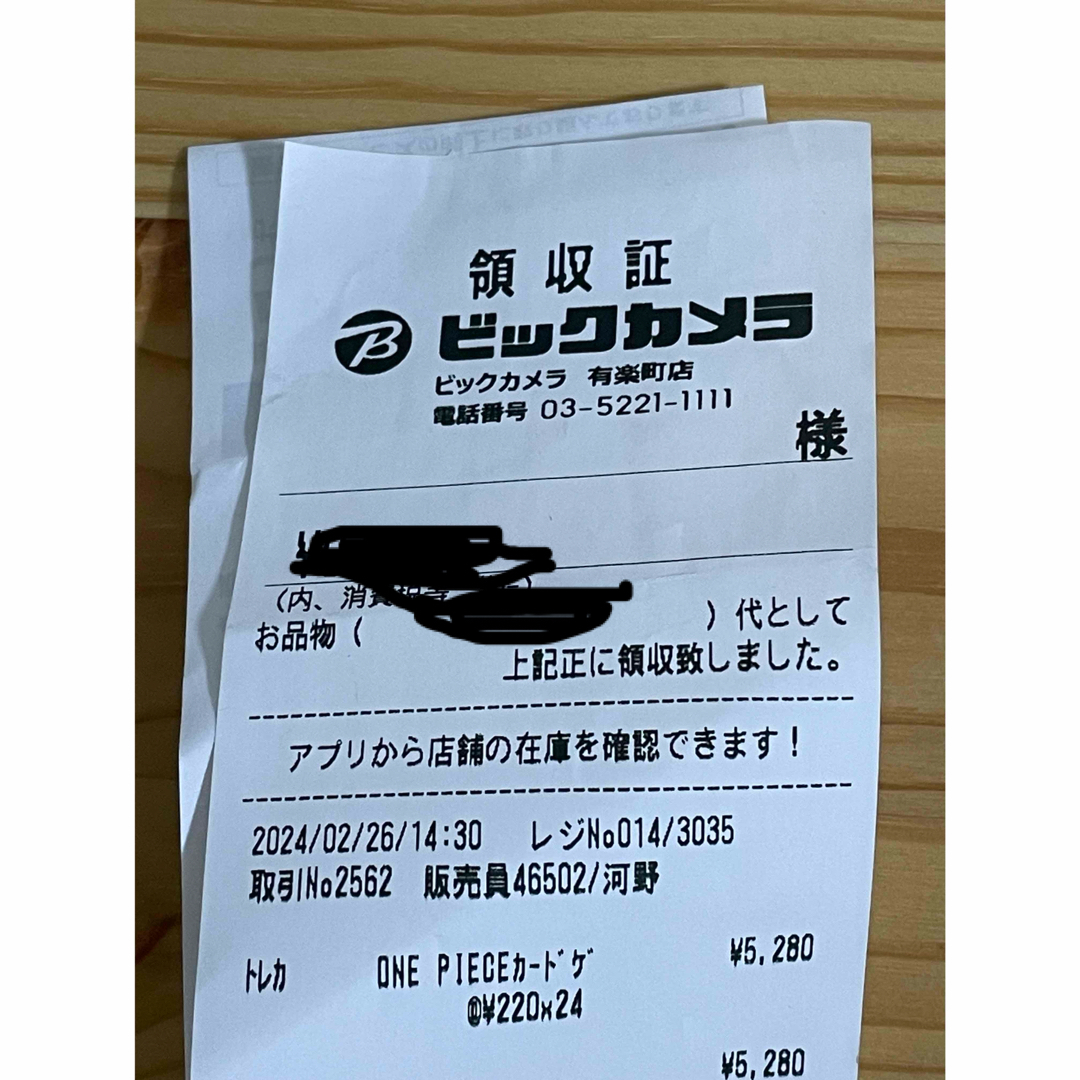 領収証
ビックカメラ
ビックカメラ 有楽町店
電話番号 03-5221-1111
様
(内、消費税等
お品物( )代として
上記正に領収致しました。
アプリから店舗の在庫を確認できます!
2024/02/26/14:30 レジNo014/3035
取引No2562 販売員46502/河野
トレカ ONE PIECEカードゲ ¥5,280
@¥220x24
¥5,280